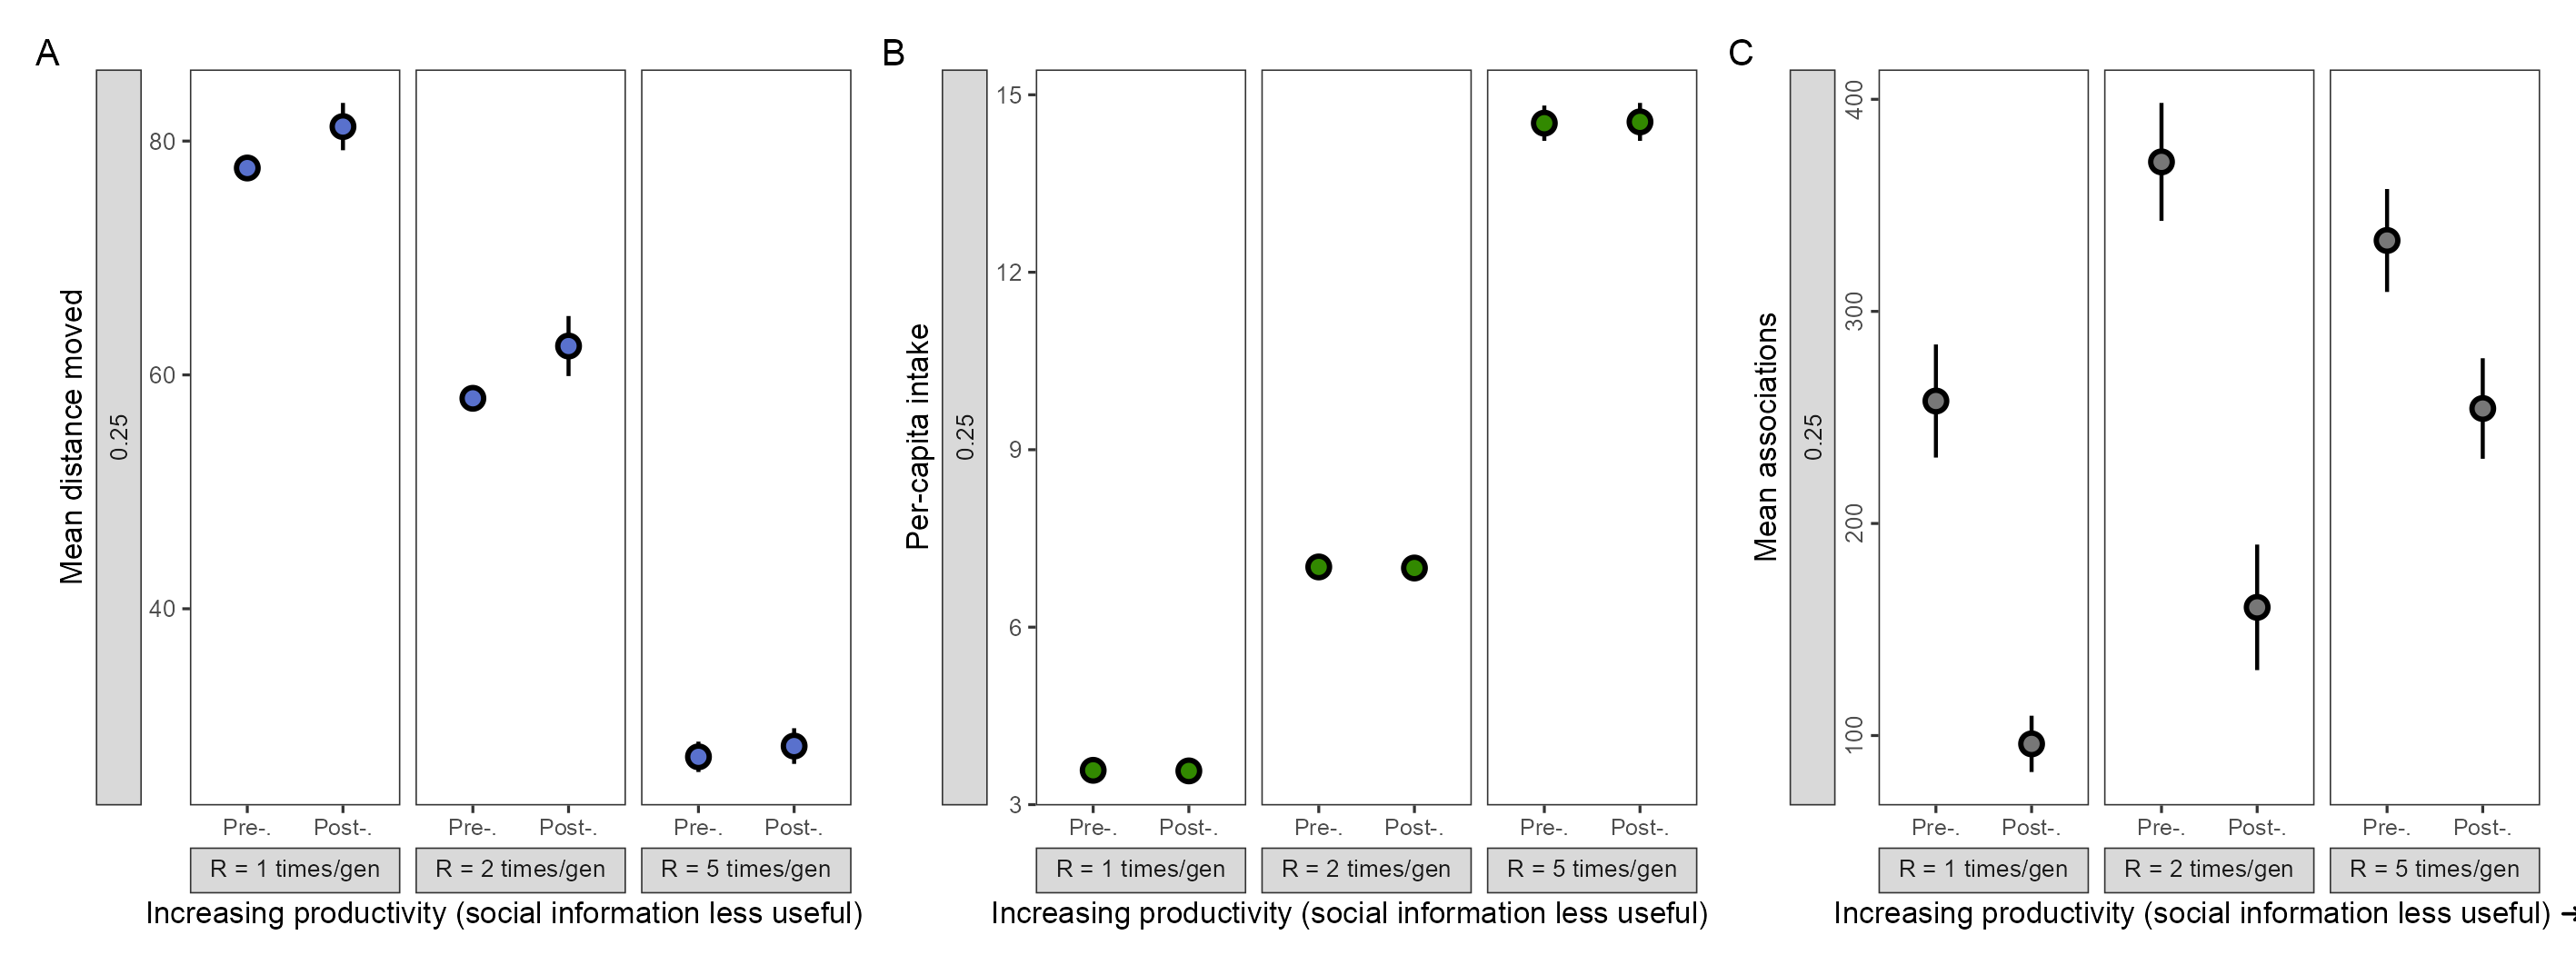 A
Mean distance moved
0.25
80
60
40
Pre-.
Post-.
Pre-.
Post-.
Pre-.
Post-.
R = 1 times/gen
R = 2 times/gen
R = 5 times/gen
Increasing productivity (social information less useful)
B
Per-capita intake
0.25
15
12
9
6
3
Pre-.
Post-.
Pre-.
Post-.
Pre-.
Post-.
R = 1 times/gen
R = 2 times/gen
R = 5 times/gen
Increasing productivity (social information less useful)
C
Mean associations
0.25
400
300
200
100
Pre-.
Post-.
Pre-.
Post-.
Pre-.
Post-.
R = 1 times/gen
R = 2 times/gen
R = 5 times/gen
Increasing productivity (social information less useful) →